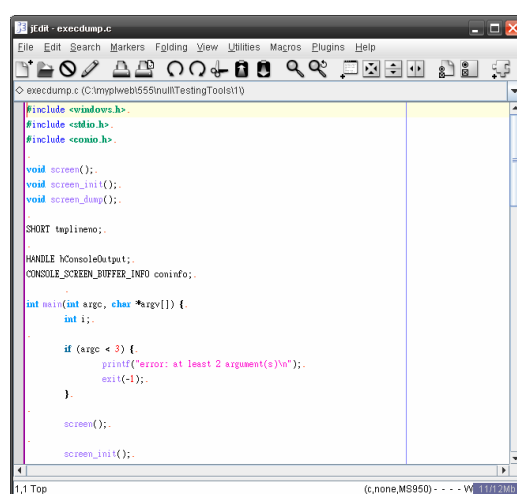 jEdit - execdump.c
File Edit Search Markers Folding View Utilities Macros Plugins Help
execdump.c (C:\myplweb\555\null\TestingTools\1\)
#include <windows.h>.
#include <stdio.h>.
#include <conio.h>.
.
void screen();.
void screen_init();.
void screen_dump();.
.
SHORT tmplineno;.
.
HANDLE hConsoleOutput;.
CONSOLE_SCREEN_BUFFER_INFO coninfo;.
.
int main(int argc, char *argv[]) {.
int i;.
.
if (argc < 3) {.
printf("error: at least 2 argument(s)\n");.
exit(-1);.
}.
.
screen();.
.
screen_init();.
1,1 Top (c,none,MS950) - - - - W 11/12Mb